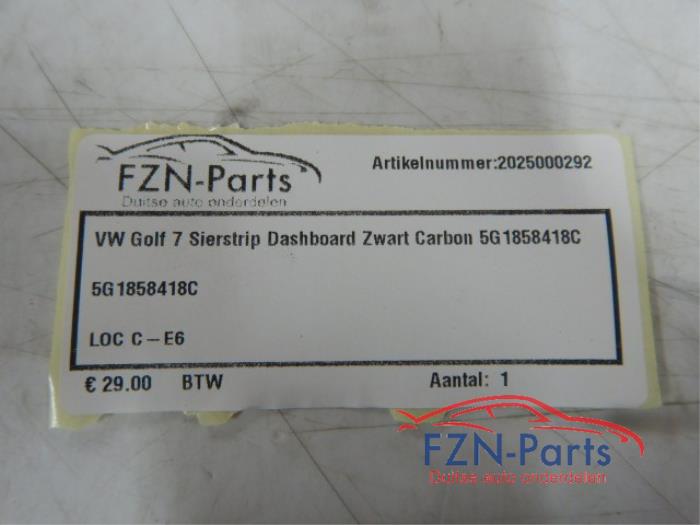 FZN-Parts
Duitse auto onderdelen
Artikelnummer:2025000292
VW Golf 7 Sierstrip Dashboard Zwart Carbon 5G1858418C
5G1858418C
LOC C-E6
€ 29.00 BTW Aantal: 1
FZN-Parts
Duitse auto onderdelen